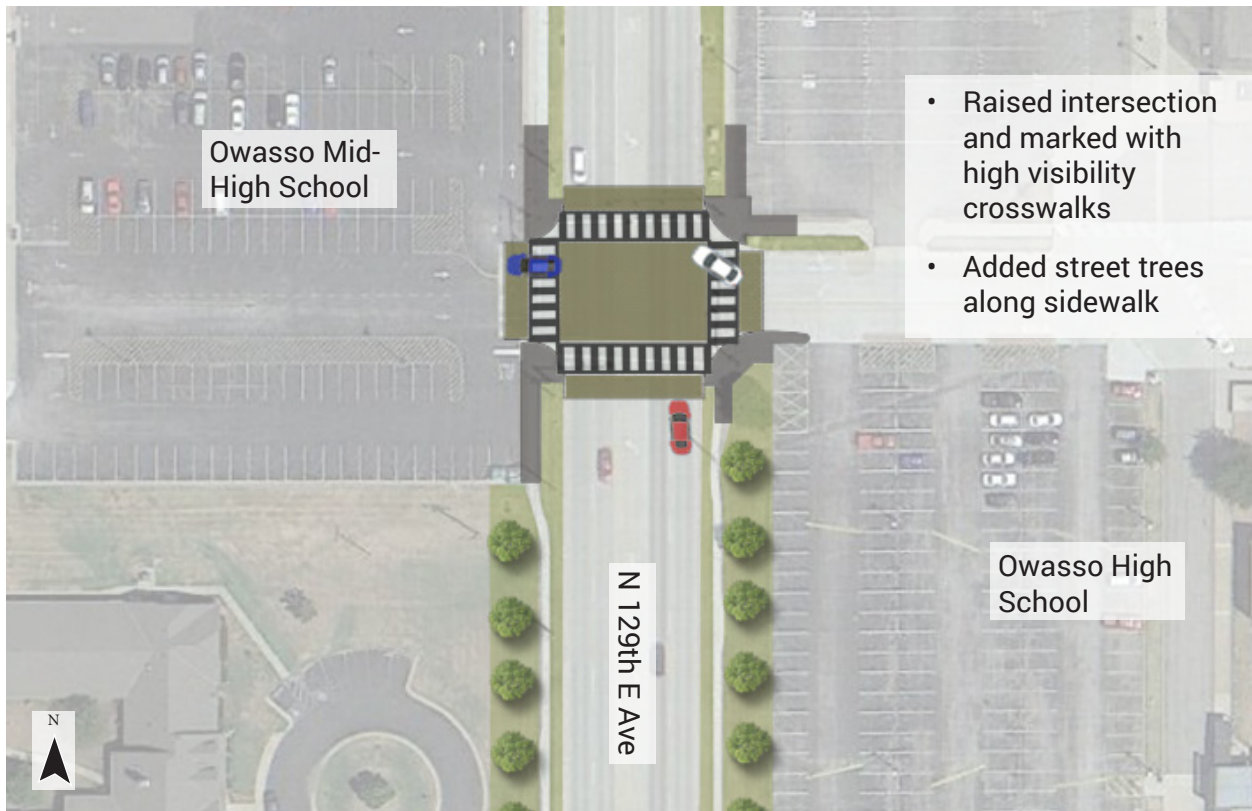 Owasso Mid-
High School
• Raised intersection
and marked with
high visibility
crosswalks
• Added street trees
along sidewalk
Owasso High
School
N 129th E Ave
N